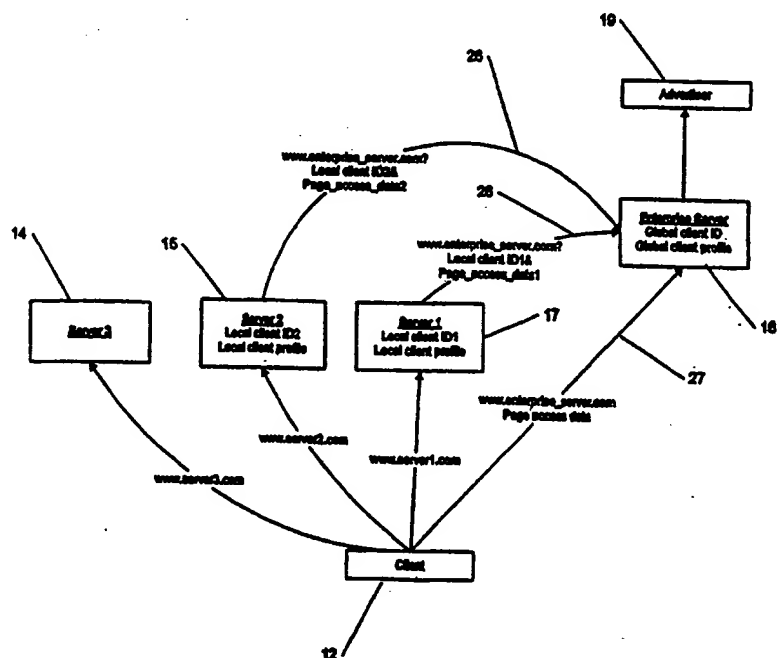 19
26
Advertiser
www.enterprise_server.com?
Local client ID2&
Page_access_data2
26
14
15
Enterprise Server
Global client ID
Global client profile
www.enterprise_server.com?
Local client ID1&
Page_access_data1
Server 3
Server 2
Local client ID2
Local client profile
Server 1
Local client ID1
Local client profile
17
16
27
www.enterprise_server.com
Page access data
www.server2.com
www.server1.com
www.server3.com
Client
12